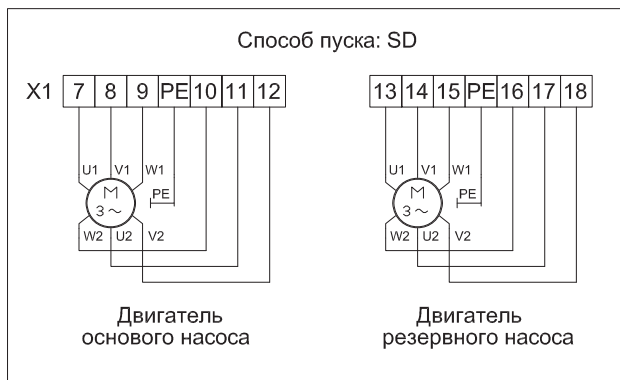 Способ пуска: SD
X1 7 8 9 PE 10 11 12
13 14 15 PE 16 17 18
U1 V1 W1
PE
M
3 ~
W2 U2 V2
U1 V1 W1
PE
M
3 ~
W2 U2 V2
Двигатель
основого насоса
Двигатель
резервного насоса